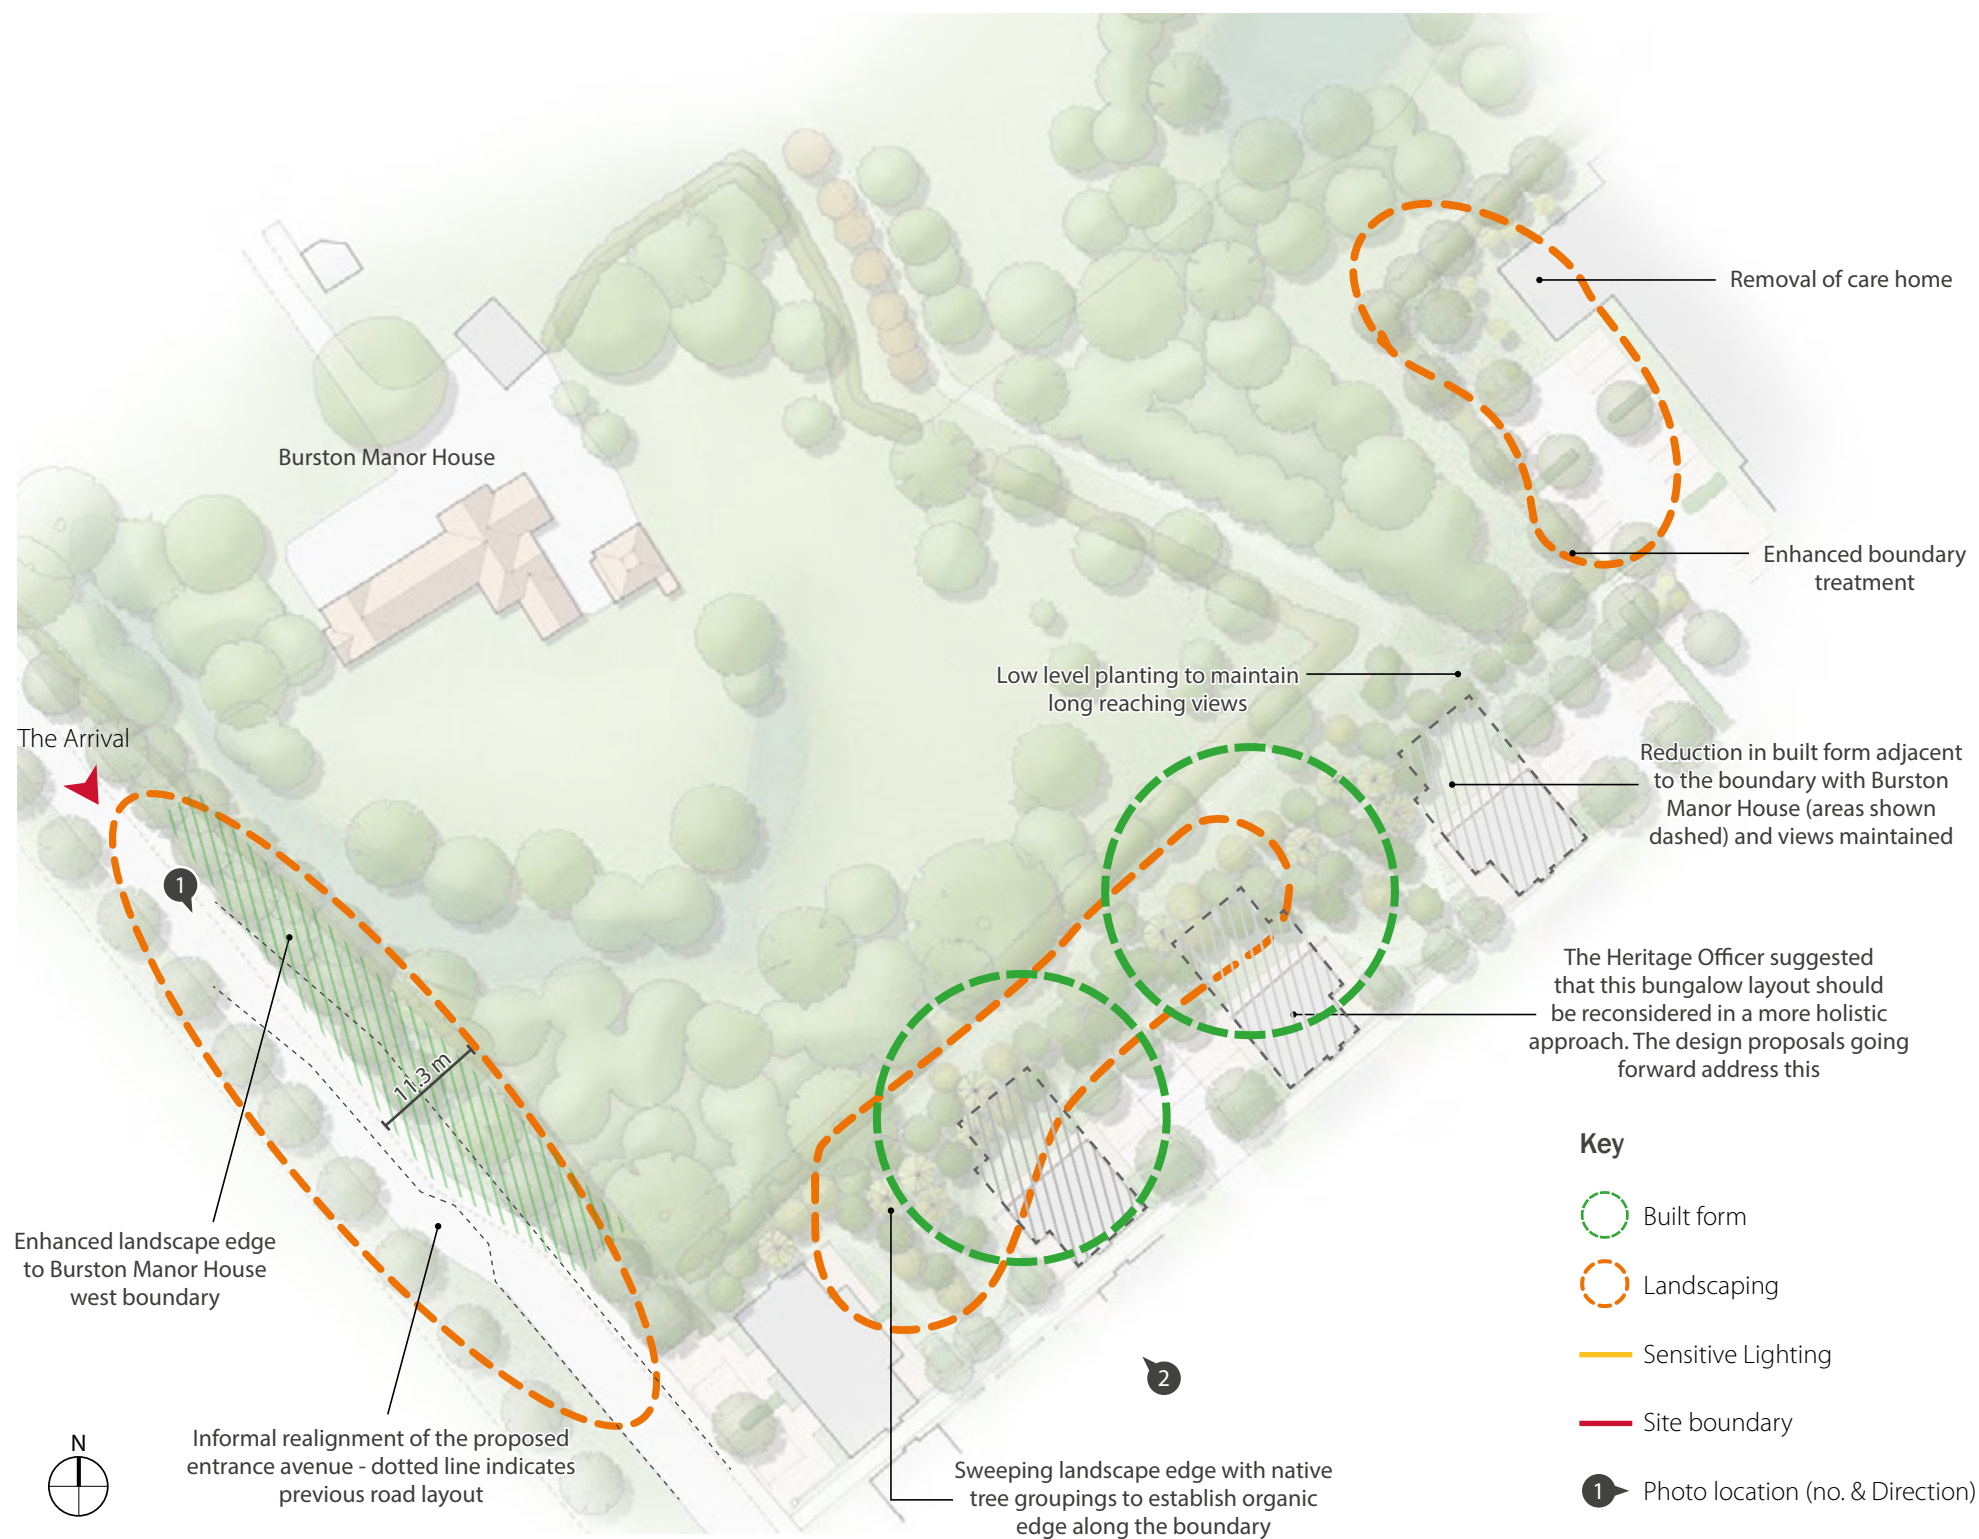 Removal of care home
Burston Manor House
Enhanced boundary
treatment
Low level planting to maintain
long reaching views
The Arrival
Reduction in built form adjacent
to the boundary with Burston
Manor House (areas shown
dashed) and views maintained
1
The Heritage Officer suggested
that this bungalow layout should
be reconsidered in a more holistic
approach. The design proposals going
forward address this
11.3 m
Enhanced landscape edge
to Burston Manor House
west boundary
2
Informal realignment of the proposed
entrance avenue - dotted line indicates
previous road layout
N
Sweeping landscape edge with native
tree groupings to establish organic
edge along the boundary
Key
Built form
Landscaping
Sensitive Lighting
Site boundary
1 Photo location (no. & Direction)